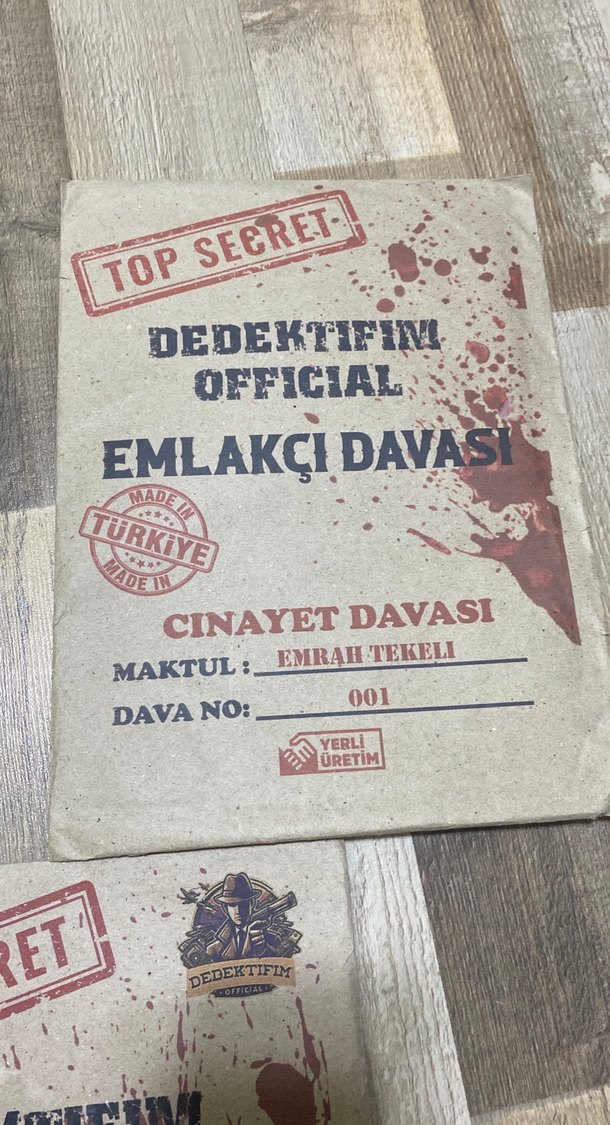 TOP SECRET
DEDEKTIFIM
OFFICIAL
EMLAKÇI DAVASI
MADE IN
TÜRKİYE
MADE IN
CINAYET DAVASI
MAKTUL : EMRAH TEKELI
DAVA NO: 001
YERLİ
ÜRETİM
RET
DEDEKTIFIM
OFFICIAL